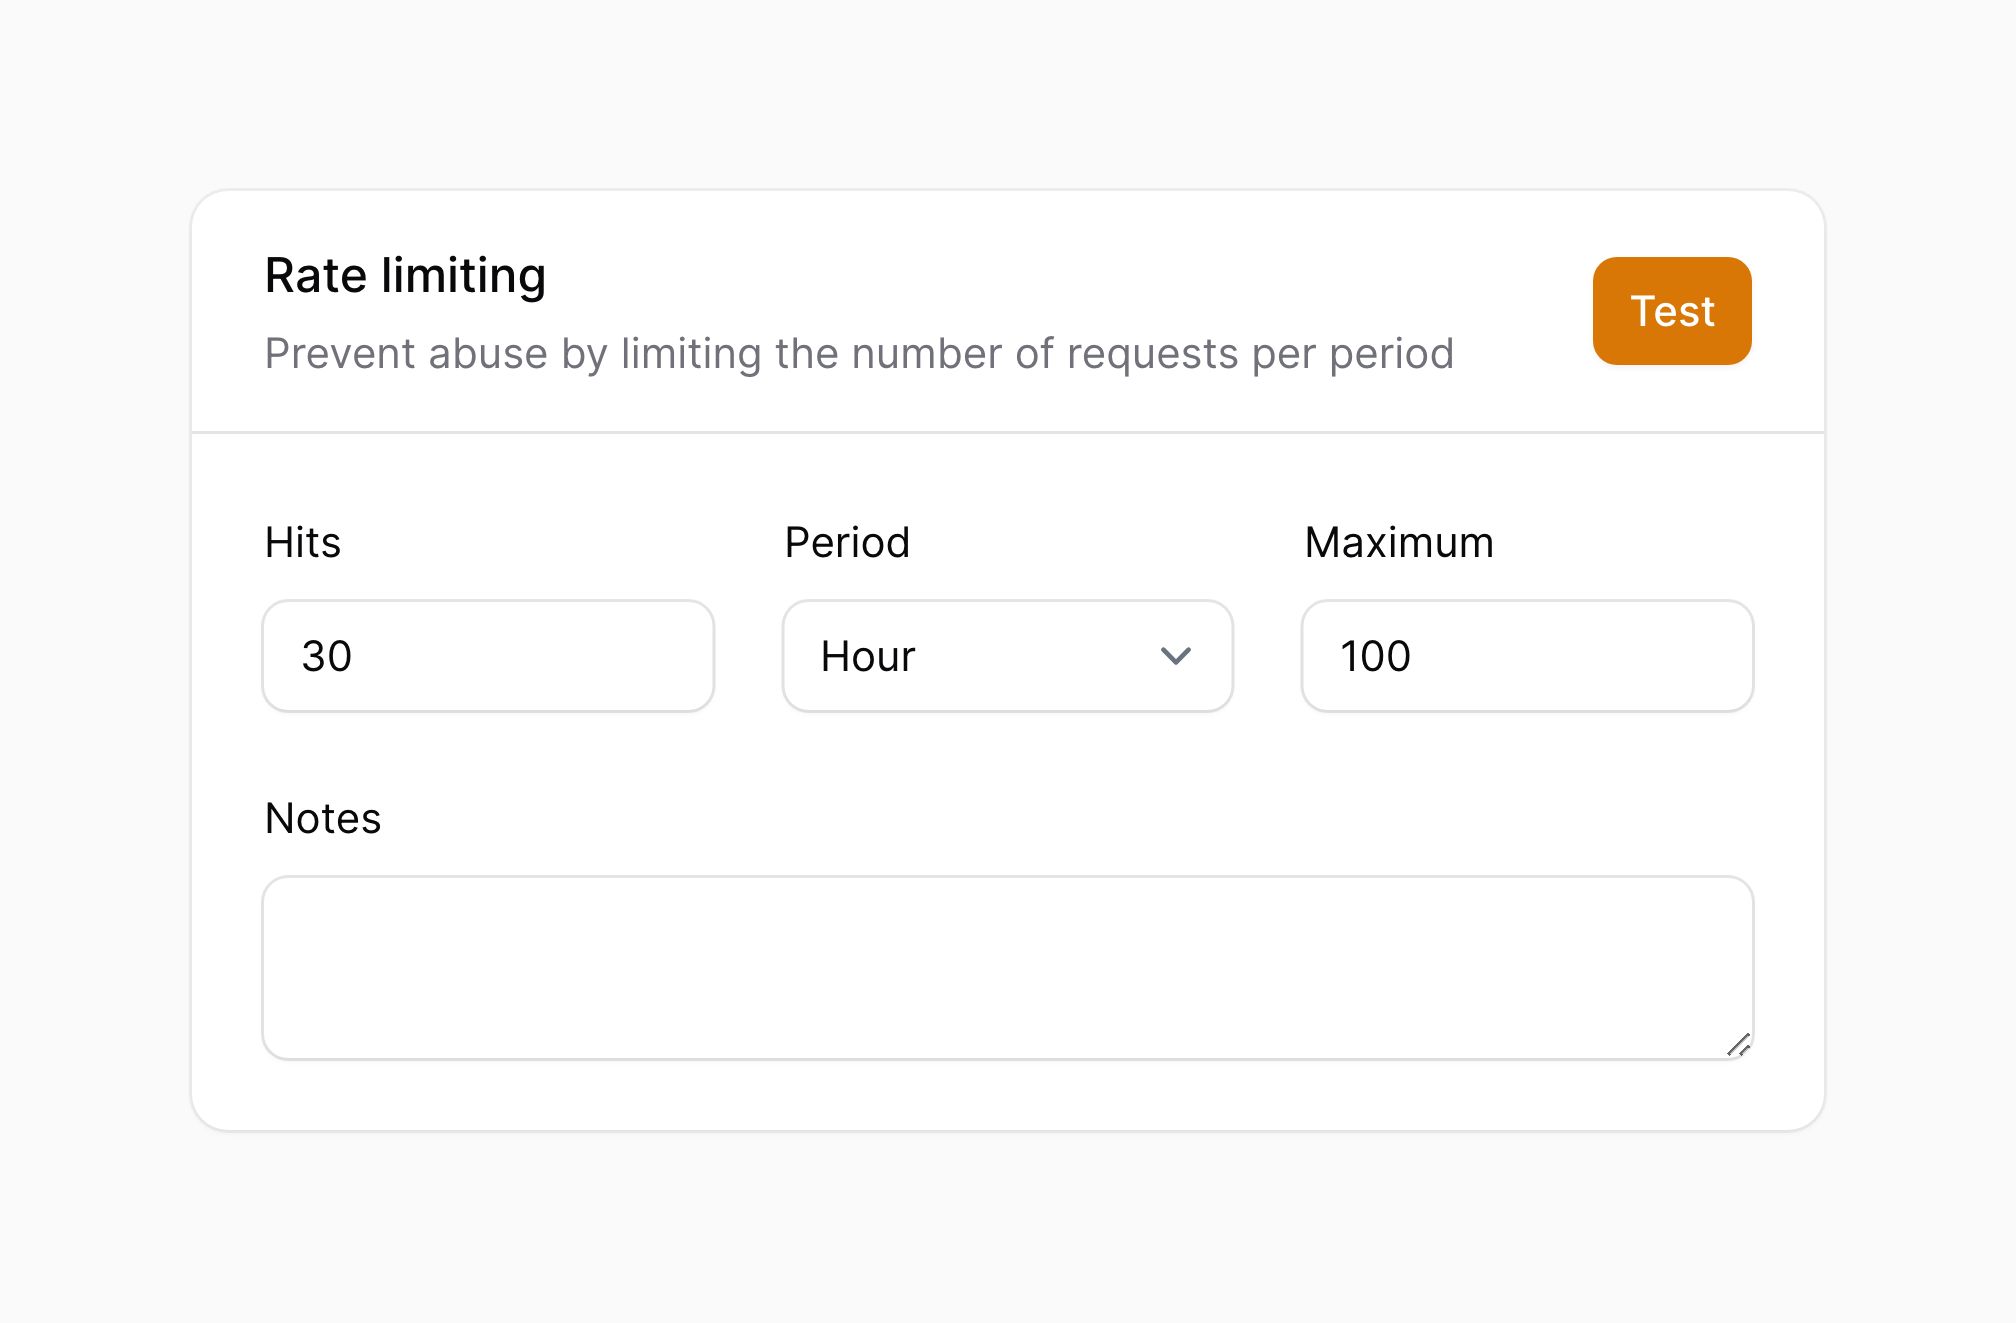 Rate limiting
Prevent abuse by limiting the number of requests per period
Test
Hits
Period
Maximum
30
Hour
100
Notes